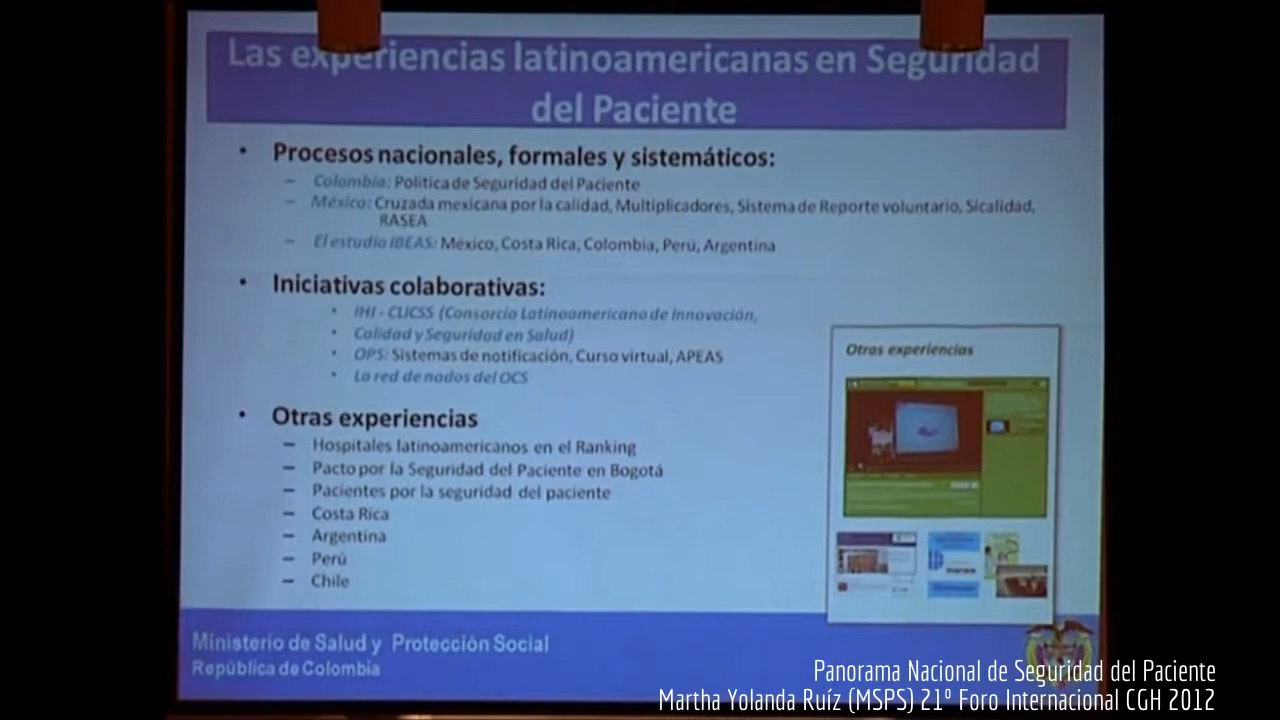 Las experiencias latinoamericanas en Seguridad
del Paciente
• Procesos nacionales, formales y sistemáticos:
– Colombia: Política de Seguridad del Paciente
– México: Cruzada mexicana por la calidad, Multiplicadores, Sistema de Reporte voluntario, Sicalidad,
RASEA
– El estudio IBEAS: México, Costa Rica, Colombia, Perú, Argentina
• Iniciativas colaborativas:
• IHI - CLICSS (Consorcio Latinoamericano de Innovación,
• Calidad y Seguridad en Salud)
• OPS: Sistemas de notificación, Curso virtual, APEAS
• La red de nodos del OCS
Otras experiencias
• Otras experiencias
– Hospitales latinoamericanos en el Ranking
– Pacto por la Seguridad del Paciente en Bogotá
– Pacientes por la seguridad del paciente
– Costa Rica
– Argentina
– Perú
– Chile
Ministerio de Salud y Protección Social
República de Colombia
Panorama Nacional de Seguridad del Paciente
Martha Yolanda Ruíz (MSPS) 21º Foro Internacional CGH 2012